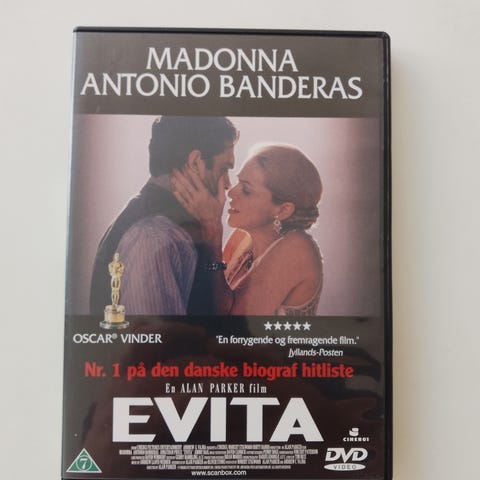 MADONNA
ANTONIO BANDERAS
OSCAR® VINDER
★★★★★
"En forrygende og fremragende film."
Jyllands-Posten
Nr. 1 på den danske biograf hitliste
En ALAN PARKER film
EVITA
CINERGI
7
DVD
VIDEO
www.scanbox.com